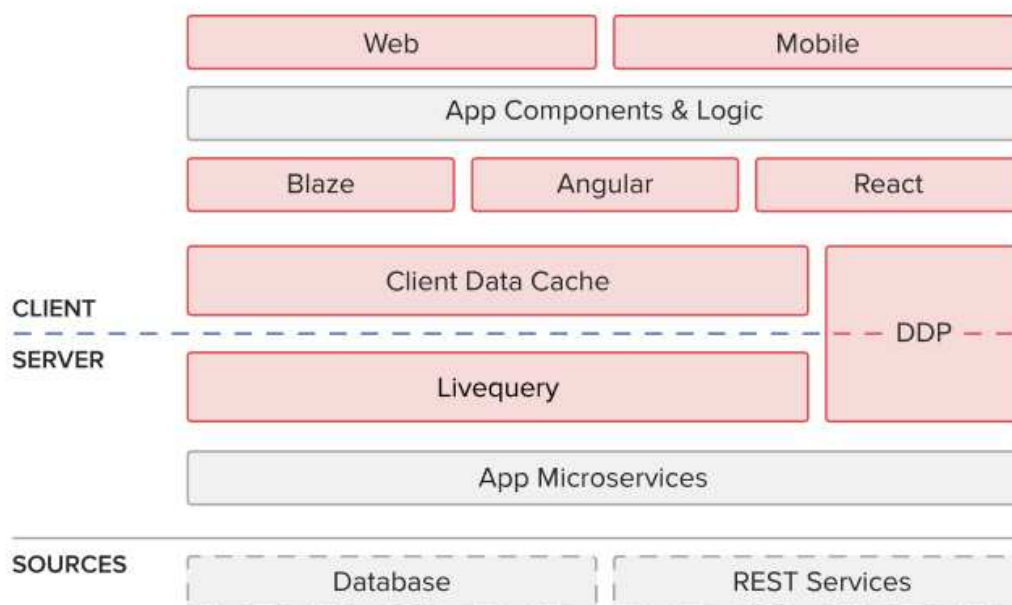 Web
Mobile
App Components & Logic
Blaze
Angular
React
Client Data Cache
CLIENT
DDP
SERVER
Livequery
App Microservices
SOURCES
Database
REST Services